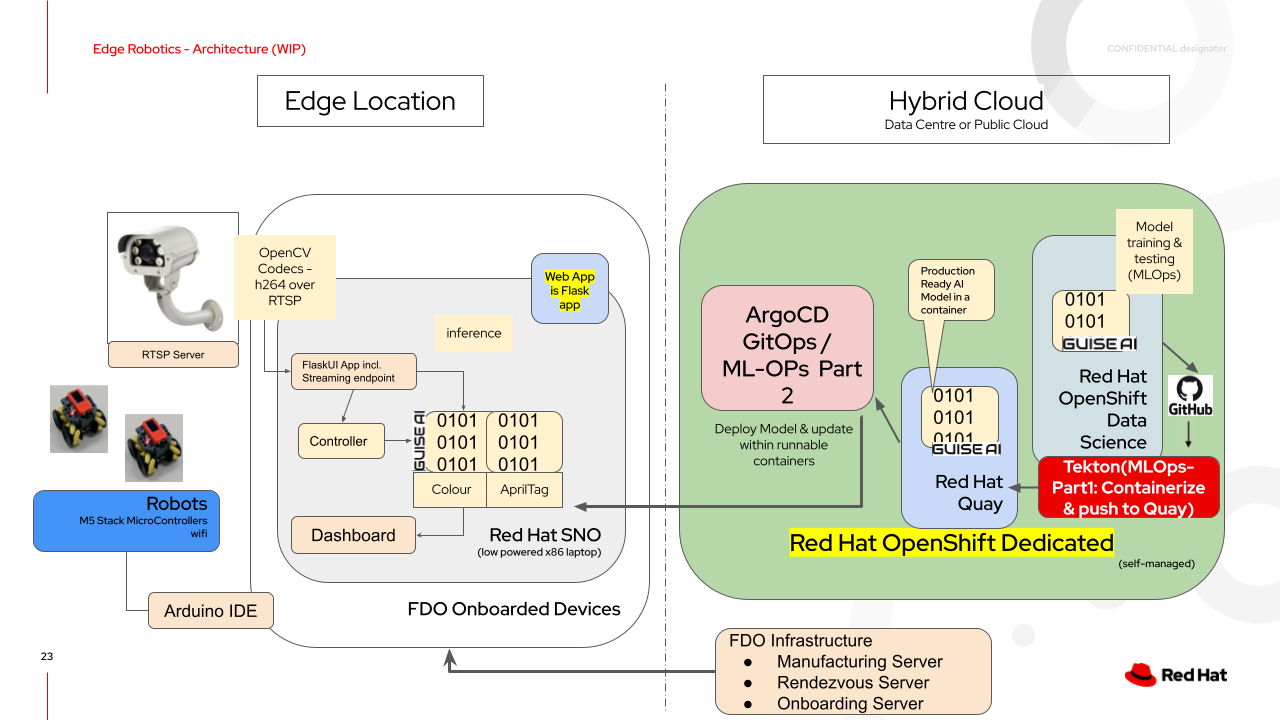 Edge Robotics - Architecture (WIP)
CONFIDENTIAL designator
Edge Location
Hybrid Cloud
Data Centre or Public Cloud
OpenCV
Codecs -
h264 over
RTSP
RTSP Server
Web App
is Flask
app
inference
FlaskUI App incl.
Streaming endpoint
Controller
GUISE AI
0101
0101
0101
0101
0101
0101
Colour
AprilTag
Dashboard
Red Hat SNO
(low powered x86 laptop)
FDO Onboarded Devices
Robots
M5 Stack MicroControllers
wifi
Arduino IDE
Model
training &
testing
(MLOps)
Production
Ready AI
Model in a
container
ArgoCD
GitOps /
ML-OPs Part
2
Deploy Model & update
within runnable
containers
0101
0101
GUISE AI
Red Hat
OpenShift
Data
Science
GitHub
0101
0101
0101
GUISE AI
Red Hat
Quay
Tekton(MLOps-
Part1: Containerize
& push to Quay)
Red Hat OpenShift Dedicated
(self-managed)
FDO Infrastructure
● Manufacturing Server
● Rendezvous Server
● Onboarding Server
23
Red Hat